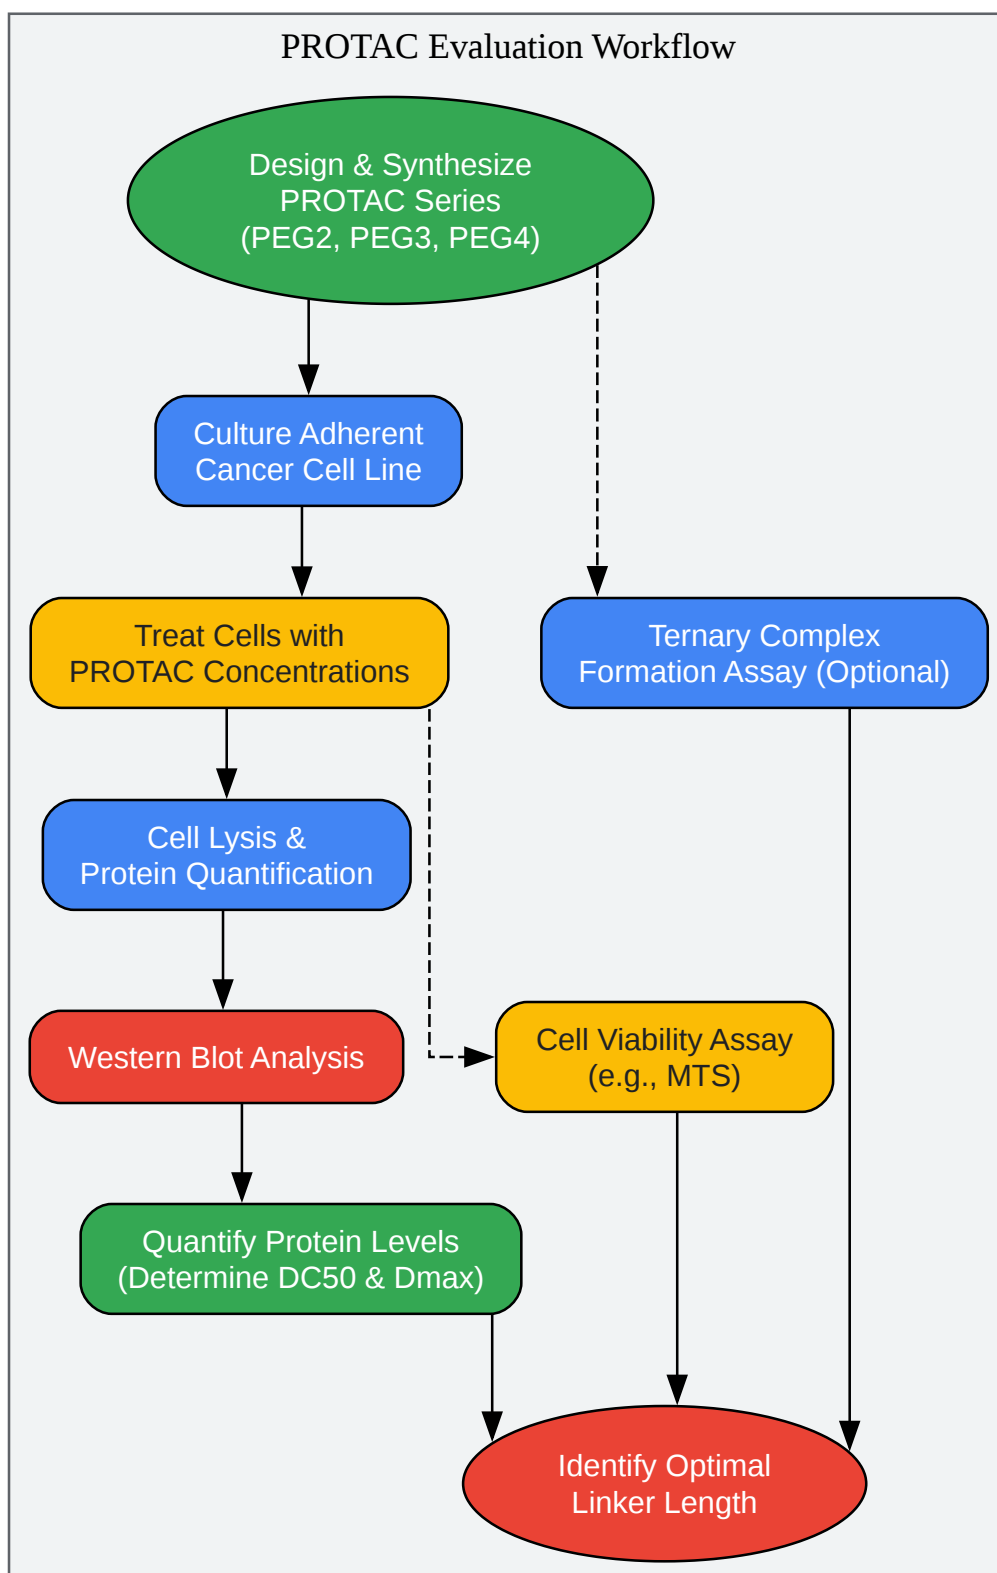 PROTAC Evaluation Workflow
Design & Synthesize
PROTAC Series
(PEG2, PEG3, PEG4)
Culture Adherent
Cancer Cell Line
Treat Cells with
PROTAC Concentrations
Ternary Complex
Formation Assay (Optional)
Cell Lysis &
Protein Quantification
Western Blot Analysis
Cell Viability Assay
(e.g., MTS)
Quantify Protein Levels
(Determine DC50 & Dmax)
Identify Optimal
Linker Length